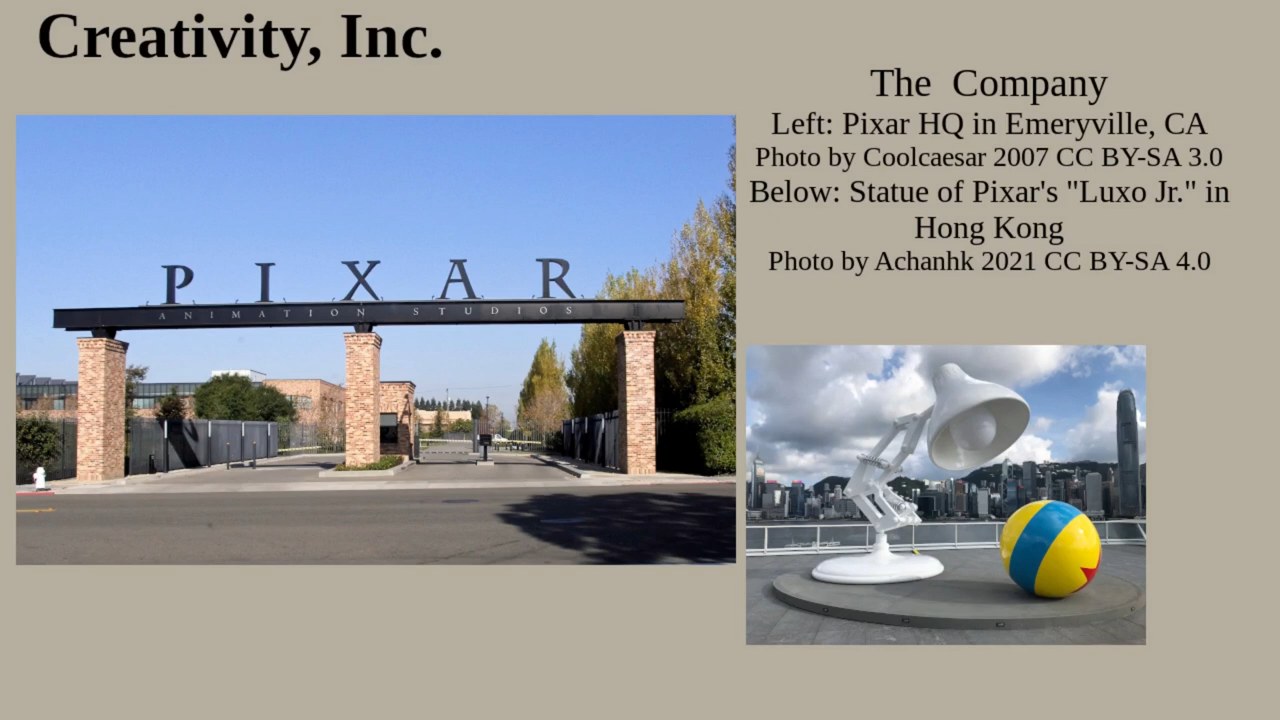 Creativity, Inc.
The Company
Left: Pixar HQ in Emeryville, CA
Photo by Coolcaesar 2007 CC BY-SA 3.0
Below: Statue of Pixar's "Luxo Jr." in
Hong Kong
Photo by Achanhk 2021 CC BY-SA 4.0
PIXAR
ANIMATION STUDIOS